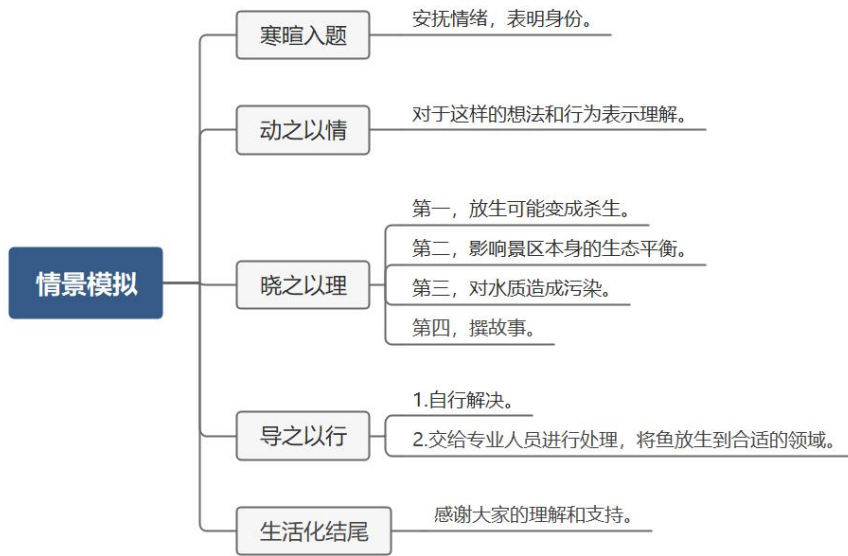 情景模拟
寒暄入题
安抚情绪，表明身份。
动之以情
对于这样的想法和行为表示理解。
晓之以理
第一，放生可能变成杀生。
第二，影响景区本身的生态平衡。
第三，对水质造成污染。
第四，撰故事。
导之以行
1.自行解决。
2.交给专业人员进行处理，将鱼放生到合适的领域。
生活化结尾
感谢大家的理解和支持。